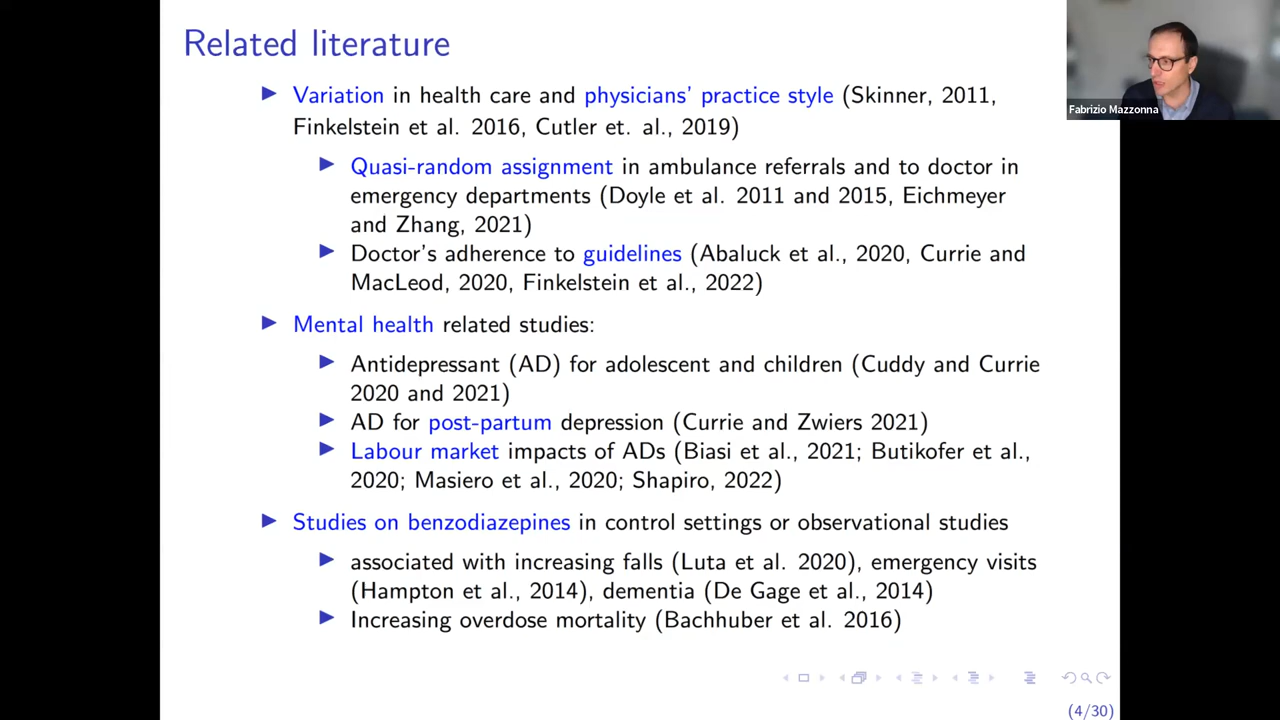 Related literature
Fabrizio Mazzonna
Variation in health care and physicians' practice style (Skinner, 2011,
Finkelstein et al. 2016, Cutler et. al., 2019)
Quasi-random assignment in ambulance referrals and to doctor in
emergency departments (Doyle et al. 2011 and 2015, Eichmeyer
and Zhang, 2021)
Doctor's adherence to guidelines (Abaluck et al., 2020, Currie and
MacLeod, 2020, Finkelstein et al., 2022)
Mental health related studies:
Antidepressant (AD) for adolescent and children (Cuddy and Currie
2020 and 2021)
AD for post-partum depression (Currie and Zwiers 2021)
Labour market impacts of ADs (Biasi et al., 2021; Butikofer et al.,
2020; Masiero et al., 2020; Shapiro, 2022)
Studies on benzodiazepines in control settings or observational studies
associated with increasing falls (Luta et al. 2020), emergency visits
(Hampton et al., 2014), dementia (De Gage et al., 2014)
Increasing overdose mortality (Bachhuber et al. 2016)
(4/30)